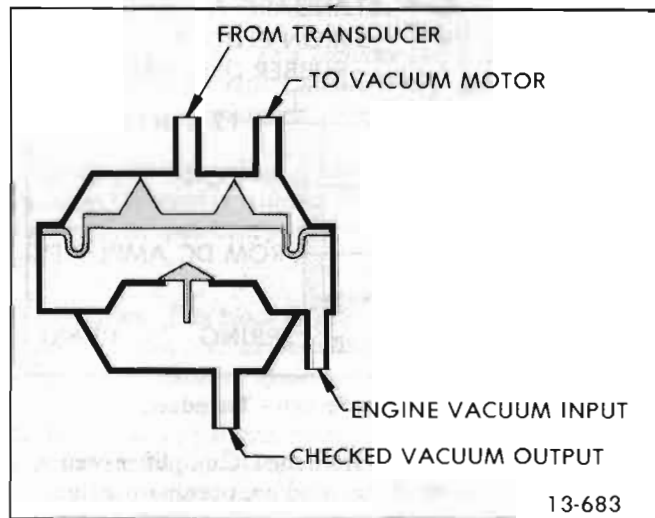 FROM TRANSDUCER
TO VACUUM MOTOR
ENGINE VACUUM INPUT
CHECKED VACUUM OUTPUT
13-683